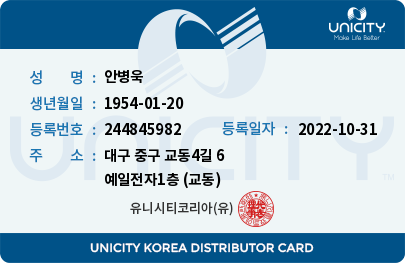 UNICITY
Make Life Better
성 명 : 안병욱
생년월일 : 1954-01-20
등록번호 : 244845982 등록일자 : 2022-10-31
주 소 : 대구 중구 교동4길 6
예일전자1층 (교동)
UNICITY
유니시티코리아(유)
UNICITY KOREA DISTRIBUTOR CARD